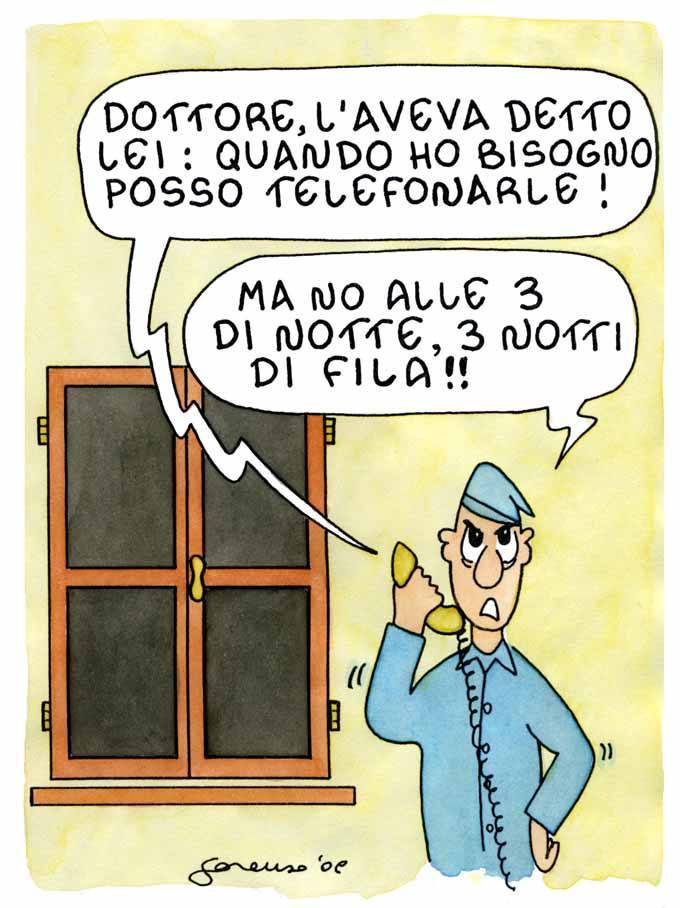 DOTTORE, L'AVEVA DETTO
LEI: QUANDO HO BISOGNO
POSSO TELEFONARLE!
MA NO ALLE 3
DI NOTTE, 3 NOTTI
DI FILA!!